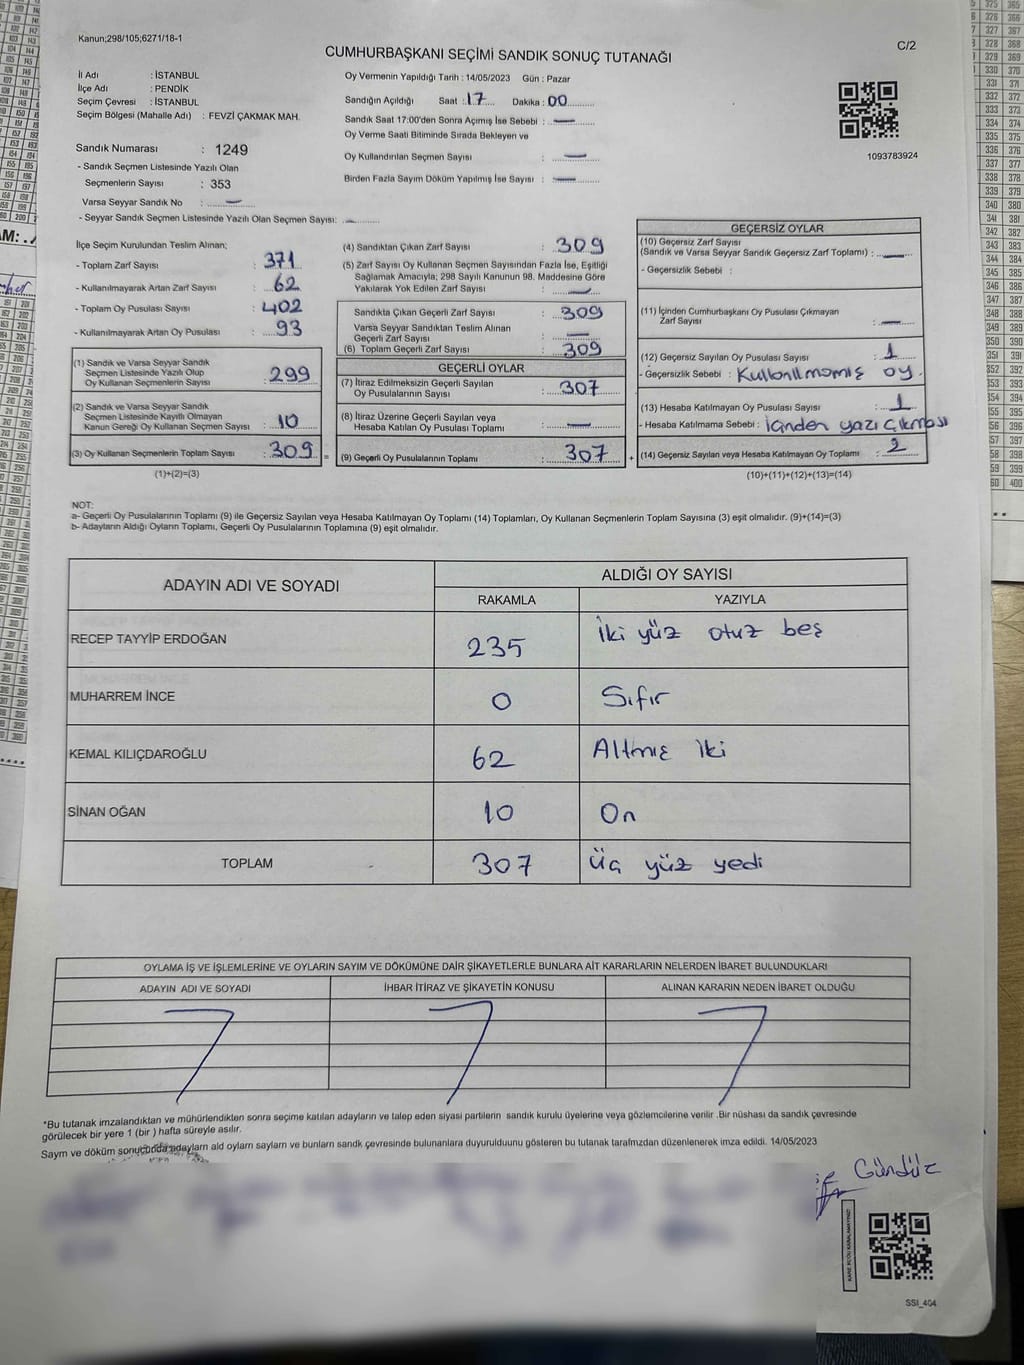 Kanun;298/105;6271/18-1
C/2
CUMHURBAŞKANI SEÇİMİ SANDIK SONUÇ TUTANAĞI
İl Adı : İSTANBUL
İlçe Adı : PENDİK
Seçim Çevresi : İSTANBUL
Seçim Bölgesi (Mahalle Adı) : FEVZİ ÇAKMAK MAH.
Sandık Numarası : 1249
- Sandık Seçmen Listesinde Yazılı Olan
Seçmenlerin Sayısı : 353
Varsa Seyyar Sandık No : —
- Seyyar Sandık Seçmen Listesinde Yazılı Olan Seçmen Sayısı: —
Oy Vermenin Yapıldığı Tarih : 14/05/2023 Gün : Pazar
Sandığın Açıldığı Saat : 17 Dakika : 00
Sandık Saat 17:00'den Sonra Açımış İse Sebebi : —
Oy Verme Saati Bitiminde Sırada Bekleyen ve
Oy Kullandırılan Seçmen Sayısı : —
Birden Fazla Sayım Döküm Yapılmış İse Sayısı : —
1093783924
İlçe Seçim Kurulundan Teslim Alınan;
- Toplam Zarf Sayısı : 371
- Kullanılmayarak Artan Zarf Sayısı : 62
- Toplam Oy Pusulası Sayısı : 402
- Kullanılmayarak Artan Oy Pusulası : 93
(1) Sandık ve Varsa Seyyar Sandık
Seçmen Listesinde Yazılı Olup
Oy Kullanan Seçmenlerin Sayısı : 299
(2) Sandık ve Varsa Seyyar Sandık
Seçmen Listesinde Kayıtlı Olmayan
Kanun Gereği Oy Kullanan Seçmen Sayısı : 10
(3) Oy Kullanan Seçmenlerin Toplam Sayısı : 309
(1)+(2)=(3)
=
(4) Sandıktan Çıkan Zarf Sayısı : 309
(5) Zarf Sayısı Oy Kullanan Seçmen Sayısından Fazla İse, Eşitliği
Sağlamak Amacıyla; 298 Sayılı Kanunun 98. Maddesine Göre
Yakılarak Yok Edilen Zarf Sayısı : —
Sandıkta Çıkan Geçerli Zarf Sayısı : 309
Varsa Seyyar Sandıktan Teslim Alınan
Geçerli Zarf Sayısı : —
(6) Toplam Geçerli Zarf Sayısı : 309
GEÇERLİ OYLAR
(7) İtiraz Edilmeksizin Geçerli Sayılan
Oy Pusulasının Sayısı : 307
(8) İtiraz Üzerine Geçerli Sayılan veya
Hesaba Katılan Oy Pusulası Toplamı : —
(9) Geçerli Oy Pusulalarının Toplamı : 307
+
GEÇERSİZ OYLAR
(10) Geçersiz Zarf Sayısı
(Sandık ve Varsa Seyyar Sandık Geçersiz Zarf Toplamı) : —
- Geçersizlik Sebebi :
(11) İçinden Cumhurbaşkanı Oy Pusulası Çıkmayan
Zarf Sayısı : —
(12) Geçersiz Sayılan Oy Pusulası Sayısı : 1
- Geçersizlik Sebebi : Kullanılmamış oy.
(13) Hesaba Katılmayan Oy Pusulası Sayısı : 1
- Hesaba Katılmama Sebebi : İçinden yazı çıkması
(14) Geçersiz Sayılan veya Hesaba Katılmayan Oy Toplamı : 2
(10)+(11)+(12)+(13)=(14)
NOT:
a- Geçerli Oy Pusulalarının Toplamı (9) ile Geçersiz Sayılan veya Hesaba Katılmayan Oy Toplamı (14) Toplamları, Oy Kullanan Seçmenlerin Toplam Sayısına (3) eşit olmalıdır. (9)+(14)=(3)
b- Adayların Aldığı Oyların Toplamı, Geçerli Oy Pusulalarının Toplamına (9) eşit olmalıdır.
ADAYIN ADI VE SOYADI
ALDIĞI OY SAYISI
RAKAMLA YAZIYLA
RECEP TAYYİP ERDOĞAN 235 İki yüz otuz beş
MUHARREM İNCE 0 Sıfır
KEMAL KILIÇDAROĞLU 62 Altmış iki
SİNAN OĞAN 10 On
TOPLAM 307 Üç yüz yedi
OYLAMA İŞ VE İŞLEMLERİNE VE OYLARIN SAYIM VE DÖKÜMÜNE DAİR ŞİKAYETLERLE BUNLARA AİT KARARLARIN NELERDEN İBARET BULUNDUKLARI
ADAYIN ADI VE SOYADI İHBAR İTİRAZ VE ŞİKAYETİN KONUSU ALINAN KARARIN NEDEN İBARET OLDUĞU
*Bu tutanak imzalandıktan ve mühürlendikten sonra seçime katılan adayların ve talep eden siyasi partilerin sandık kurulu üyelerine veya gözlemcilerine verilir .Bir nüshası da sandık çevresinde
görülecek bir yere 1 (bir ) hafta süreyle asılır.
Sayım ve döküm sonuçunda adayların ald oyların sayların ve bunların sandk çevresinde bulunanlara duyurulduunu gösteren bu tutanak tarafmzdan düzenlenerek imza edildi. 14/05/2023
Gündüz
SSI_404